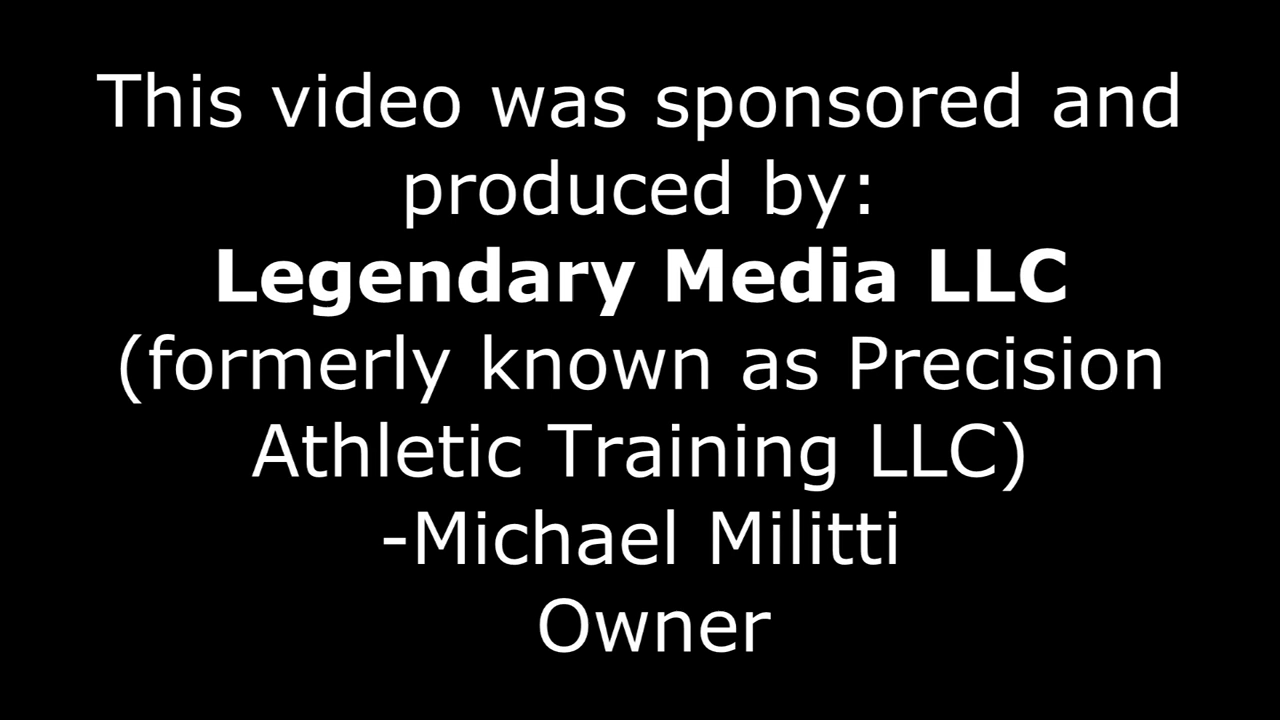 This video was sponsored and
produced by:
Legendary Media LLC
(formerly known as Precision
Athletic Training LLC)
-Michael Militti
Owner